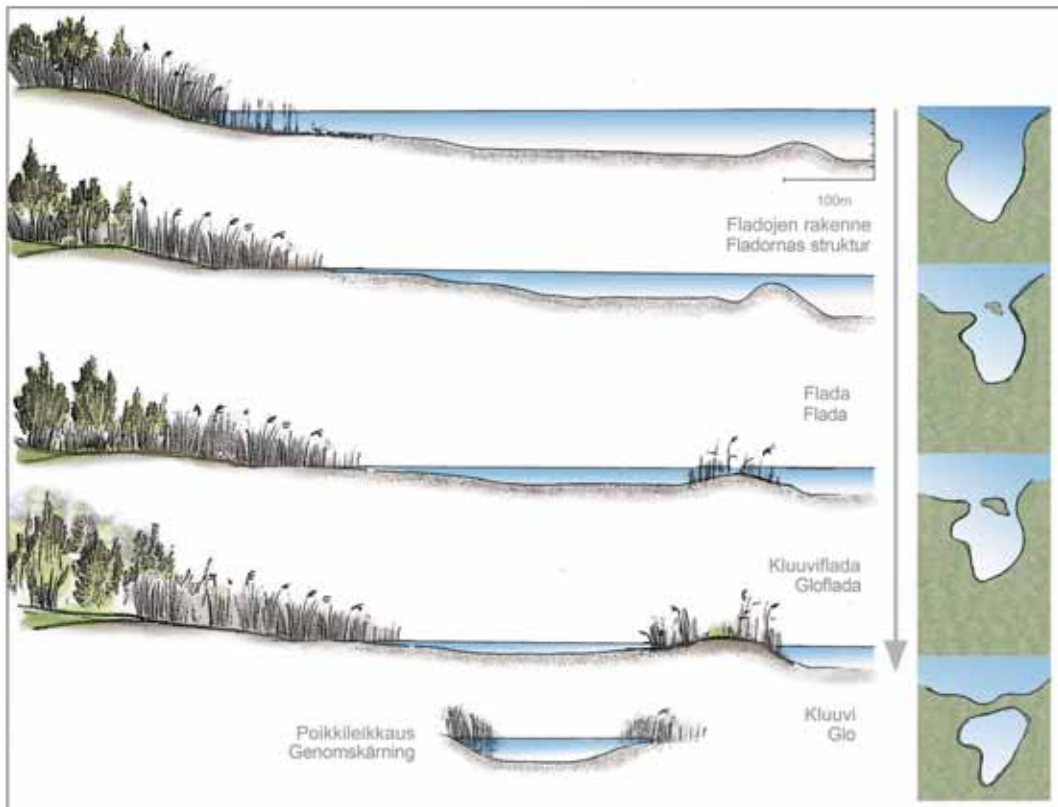 100m
Fladojen rakenne
Fladornas struktur
Flada
Flada
Kluuviflada
Gloflada
Kluuvi
Glo
Poikkileikkaus
Genomskärning